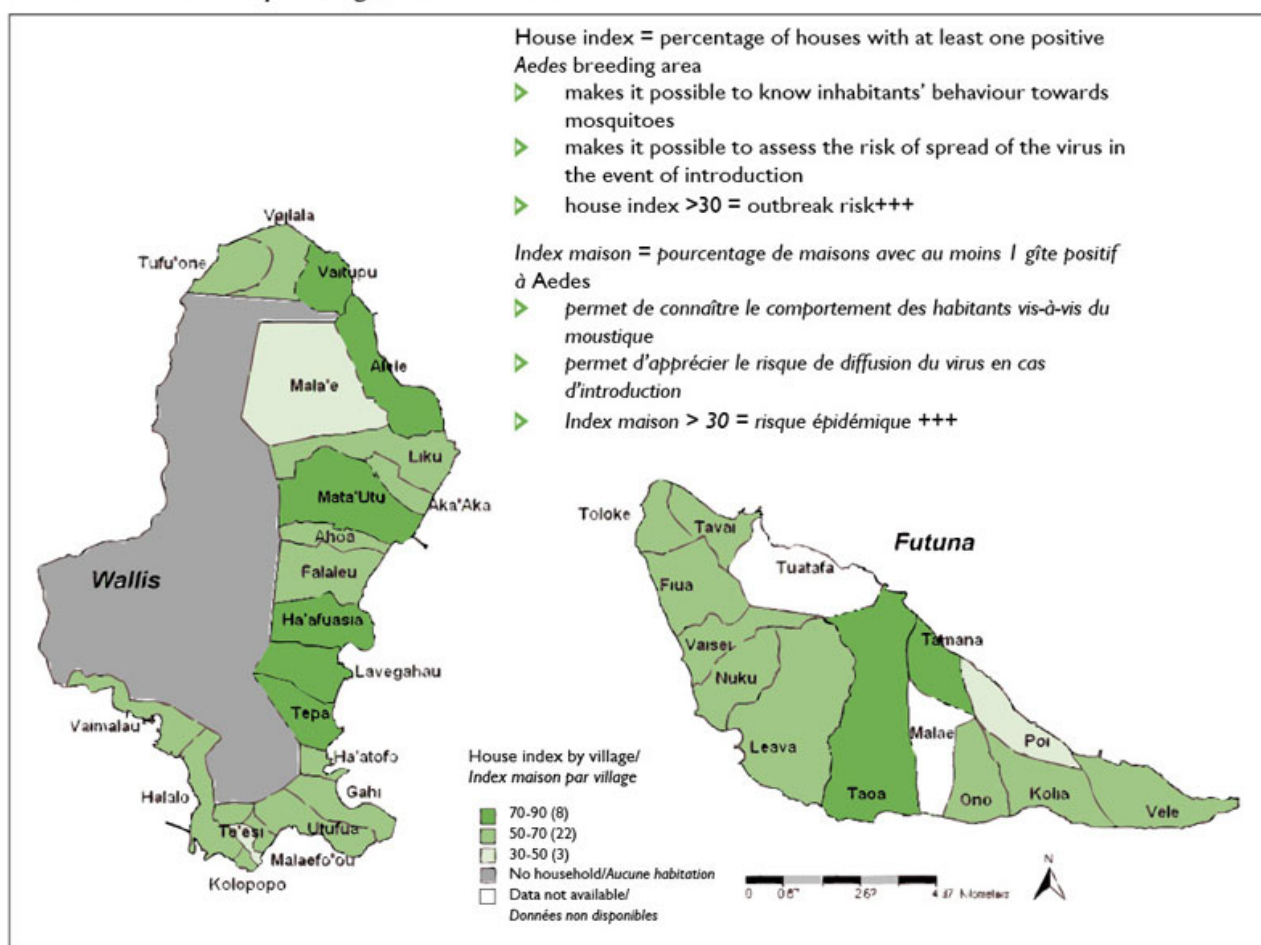 House index = percentage of houses with at least one positive
Aedes breeding area
makes it possible to know inhabitants' behaviour towards
mosquitoes
makes it possible to assess the risk of spread of the virus in
the event of introduction
house index >30 = outbreak risk+++
Index maison = pourcentage de maisons avec au moins 1 gîte positif
à Aedes
permet de connaître le comportement des habitants vis-à-vis du
moustique
permet d'apprécier le risque de diffusion du virus en cas
d'introduction
Index maison > 30 = risque épidémique +++
Vailala
Tufu'one
Vaitupu
Alele
Mala'e
Liku
Mata'Utu
Aka'Aka
Ahoa
Falaleu
Wallis
Ha'afuasia
Lavegahau
Tepa
Vaimalau
Ha'atofo
Gahi
Halalo
Te'esi
Utufua
Malaefo'ou
Kolopopo
Toloke
Tavai
Futuna
Tuatafa
Fiua
Vaisei
Tamana
Nuku
Malae
Poi
Leava
Taoa
Ono
Kolia
Vele
House index by village/
Index maison par village
70-90 (8)
50-70 (22)
30-50 (3)
No household/Aucune habitation
Data not available/
Données non disponibles
N
0
Kilometers